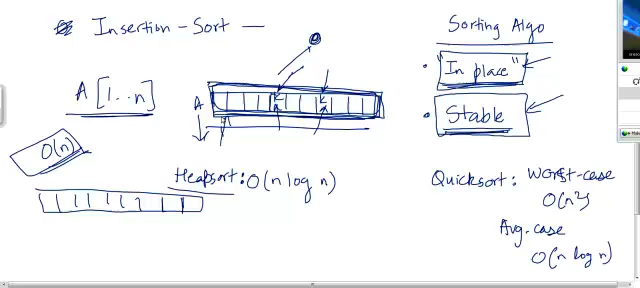 Insertion-Sort —
Sorting Algo
"In place"
A[1..n]
A
Stable
O(n)
Heapsort: O(n log n)
Quicksort: Worst-case
O(n²)
Avg. case
O(n log n)